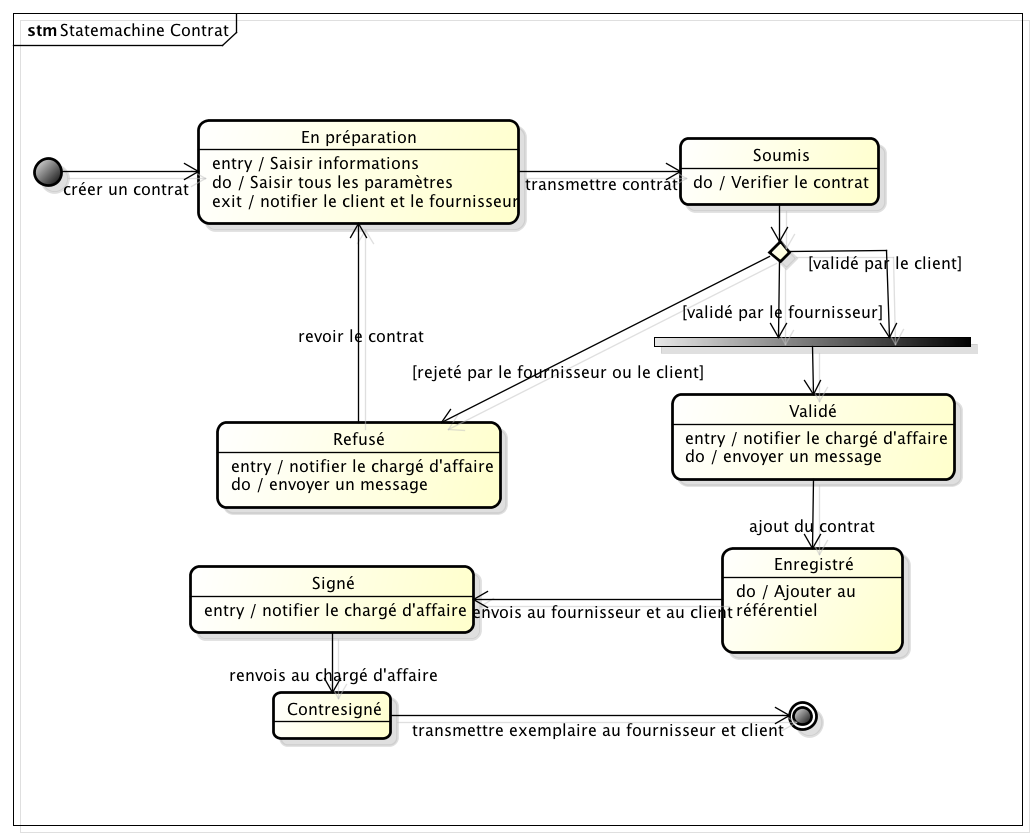 stm Statemachine Contrat
En préparation
entry / Saisir informations
do / Saisir tous les paramètres
exit / notifier le client et le fournisseur
créer un contrat
transmettre contrat
Soumis
do / Verifier le contrat
[validé par le client]
[validé par le fournisseur]
revoir le contrat
[rejeté par le fournisseur ou le client]
Refusé
entry / notifier le chargé d'affaire
do / envoyer un message
Validé
entry / notifier le chargé d'affaire
do / envoyer un message
ajout du contrat
Enregistré
do / Ajouter au
référentiel
envois au fournisseur et au client
Signé
entry / notifier le chargé d'affaire
renvois au chargé d'affaire
Contresigné
transmettre exemplaire au fournisseur et client